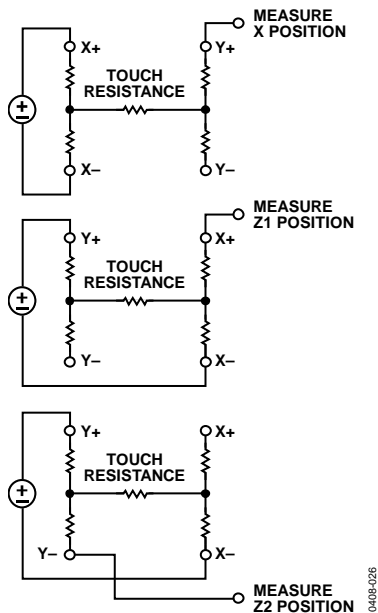 MEASURE
X POSITION
X+
Y+
TOUCH
RESISTANCE
X–
Y–
MEASURE
Z1 POSITION
Y+
X+
TOUCH
RESISTANCE
Y–
X–
Y+
X+
TOUCH
RESISTANCE
Y–
X–
MEASURE
Z2 POSITION
0408-026